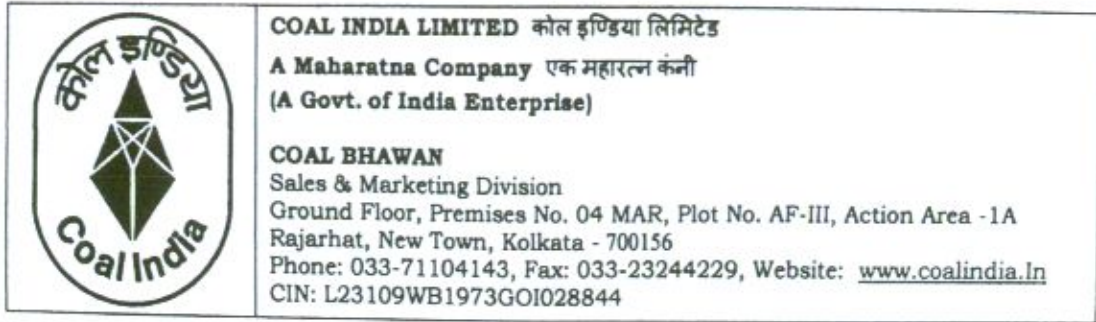 कोल इण्डिया
Coal India
COAL INDIA LIMITED कोल इण्डिया लिमिटेड
A Maharatna Company एक महारत्न कंनी
(A Govt. of India Enterprise)
COAL BHAWAN
Sales & Marketing Division
Ground Floor, Premises No. 04 MAR, Plot No. AF-III, Action Area -1A
Rajarhat, New Town, Kolkata - 700156
Phone: 033-71104143, Fax: 033-23244229, Website: www.coalindia.In
CIN: L23109WB1973GOI028844